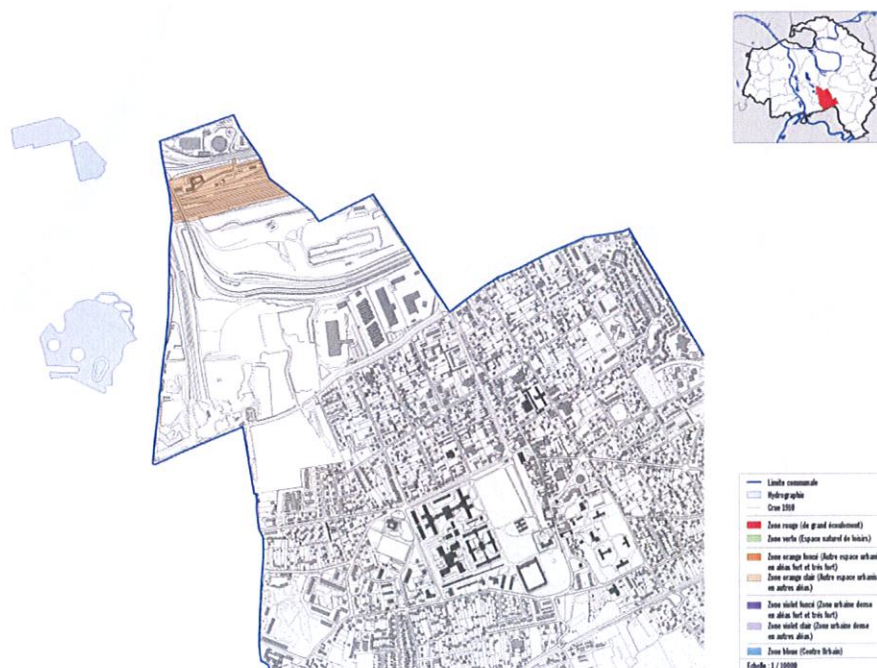 Limite communale
Hydrographie
Crue 1910
Zone rouge (de grand écoulement)
Zone verte (Espace naturel de loisirs)
Zone orange foncé (Autre espace urbani
en aléas fort et très fort)
Zone orange clair (Autre espace urbani
en autres aléas)
Zone violet foncé (Zone urbaine dense
en aléas fort et très fort)
Zone violet clair (Zone urbaine dense
en autres aléas)
Zone bleue (Centre Urbain)
Echelle : 1 / 10000